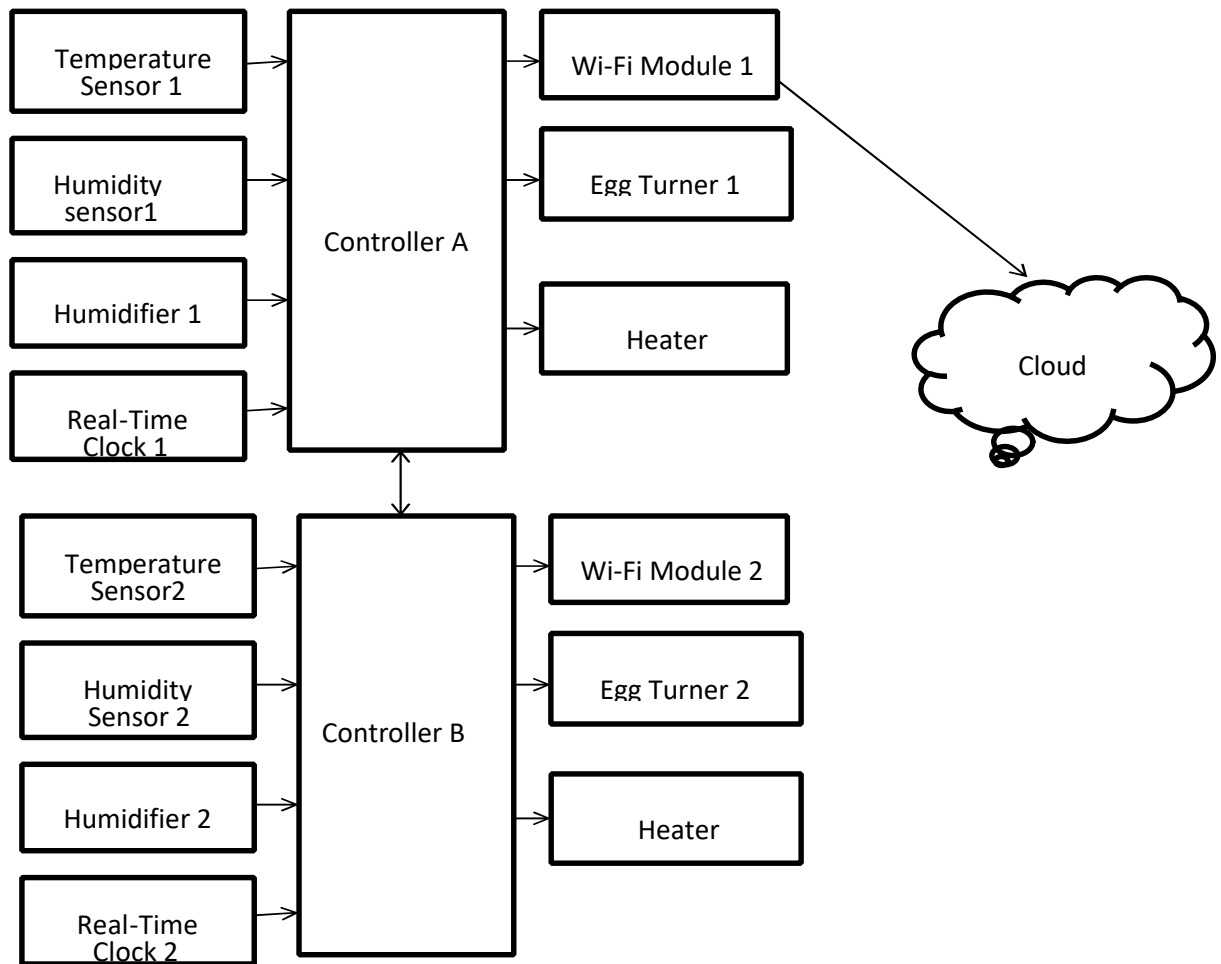 Temperature
Sensor 1
Humidity
sensor1
Humidifier 1
Real-Time
Clock 1
Controller A
Wi-Fi Module 1
Egg Turner 1
Heater
Cloud
Temperature
Sensor2
Humidity
Sensor 2
Humidifier 2
Real-Time
Clock 2
Controller B
Wi-Fi Module 2
Egg Turner 2
Heater